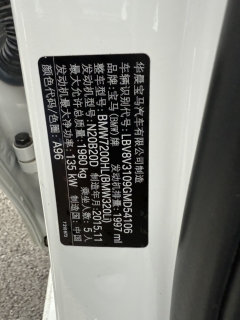 华晨宝马汽车有限公司制造
车辆识别代号：LBV8V3109GMD54106
品牌：宝马(BMW)牌
整车型号：BMW7200HL(BMW320Li)
发动机型号：N20B20D
发动机排量：1997 ml
制造年月：2015.11
最大允许总质量：1980 kg
乘坐人数：5人
发动机最大净功率：135 kW
制造国：中国
颜色代码/色重：A96